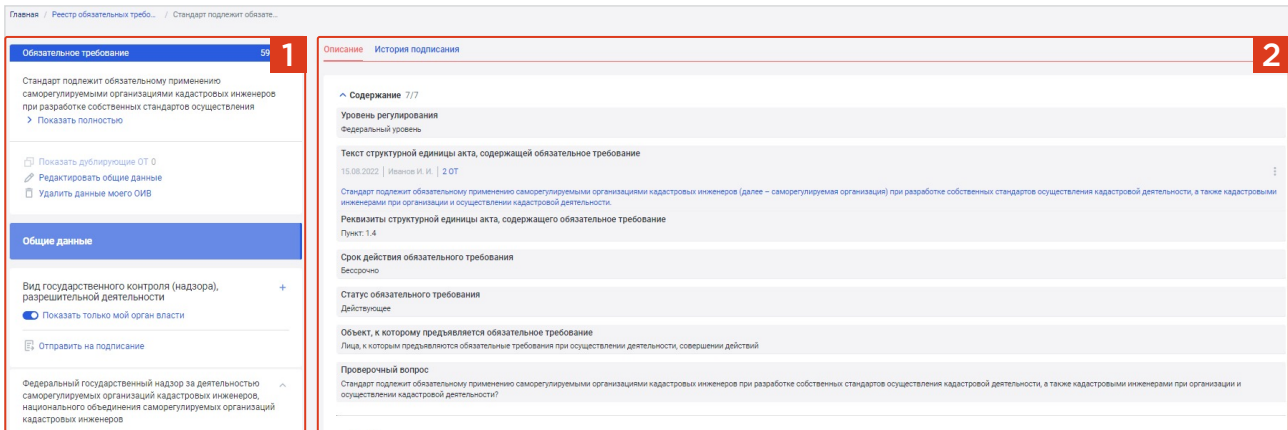 Главная / Реестр обязательных требо... / Стандарт подлежит обязате...
Обязательное требование 59
1
Стандарт подлежит обязательному применению
саморегулируемыми организациями кадастровых инженеров
при разработке собственных стандартов осуществления
Показать полностью
Показать дублирующие ОТ 0
Редактировать общие данные
Удалить данные моего ОИВ
Общие данные
Вид государственного контроля (надзора),
разрешительной деятельности
+
Показать только мой орган власти
Отправить на подписание
Федеральный государственный надзор за деятельностью
саморегулируемых организаций кадастровых инженеров,
национального объединения саморегулируемых организаций
кадастровых инженеров
Описание История подписания
2
Содержание 7/7
Уровень регулирования
Федеральный уровень
Текст структурной единицы акта, содержащей обязательное требование
15.08.2022 | Иванов И. И. | 2 ОТ
Стандарт подлежит обязательному применению саморегулируемыми организациями кадастровых инженеров (далее – саморегулируемая организация) при разработке собственных стандартов осуществления кадастровой деятельности, а также кадастровыми
инженерами при организации и осуществлении кадастровой деятельности.
Реквизиты структурной единицы акта, содержащего обязательное требование
Пункт: 1.4
Срок действия обязательного требования
Бессрочно
Статус обязательного требования
Действующее
Объект, к которому предъявляется обязательное требование
Лица, к которым предъявляются обязательные требования при осуществлении деятельности, совершении действий
Проверочный вопрос
Стандарт подлежит обязательному применению саморегулируемыми организациями кадастровых инженеров при разработке собственных стандартов осуществления кадастровой деятельности, а также кадастровыми инженерами при организации и
осуществлении кадастровой деятельности?